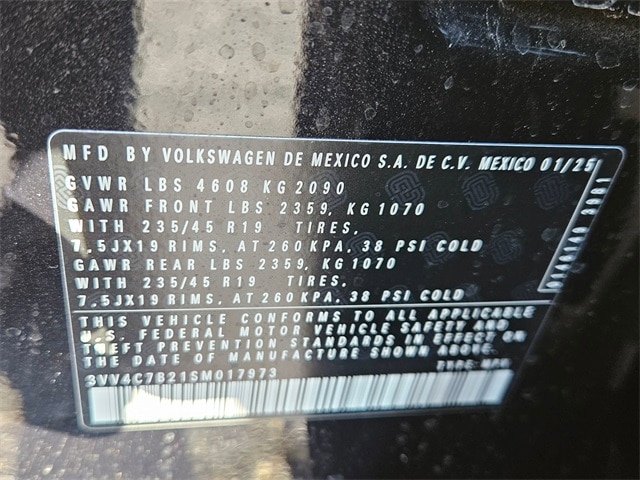 MFD BY VOLKSWAGEN DE MEXICO S.A. DE C.V. MEXICO 01/25
GVWR LBS 4608 KG 2090
GAWR FRONT LBS 2359, KG 1070
WITH 235/45 R19 TIRES,
7.5JX19 RIMS, AT 260 KPA, 38 PSI COLD
GAWR REAR LBS 2359, KG 1070
WITH 235/45 R19 TIRES,
7.5JX19 RIMS, AT 260 KPA, 38 PSI COLD
THIS VEHICLE CONFORMS TO ALL APPLICABLE
U.S. FEDERAL MOTOR VEHICLE SAFETY AND
THEFT PREVENTION STANDARDS IN EFFECT ON
THE DATE OF MANUFACTURE SHOWN ABOVE.
3VV4C7B21SM017973 TYPE: MPV